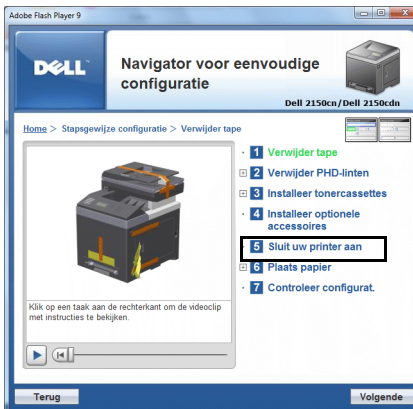 Adobe Flash Player 9
DELL
Navigator voor eenvoudige
configuratie
Dell 2150cn/Dell 2150cdn
Home > Stapsgewijze configuratie > Verwijder tape
1 Verwijder tape
2 Verwijder PHD-linten
3 Installeer tonercassettes
4 Installeer optionele
accessoires
5 Sluit uw printer aan
6 Plaats papier
7 Controleer configurat.
Klik op een taak aan de rechterkant om de videoclip
met instructies te bekijken.
Terug
Volgende